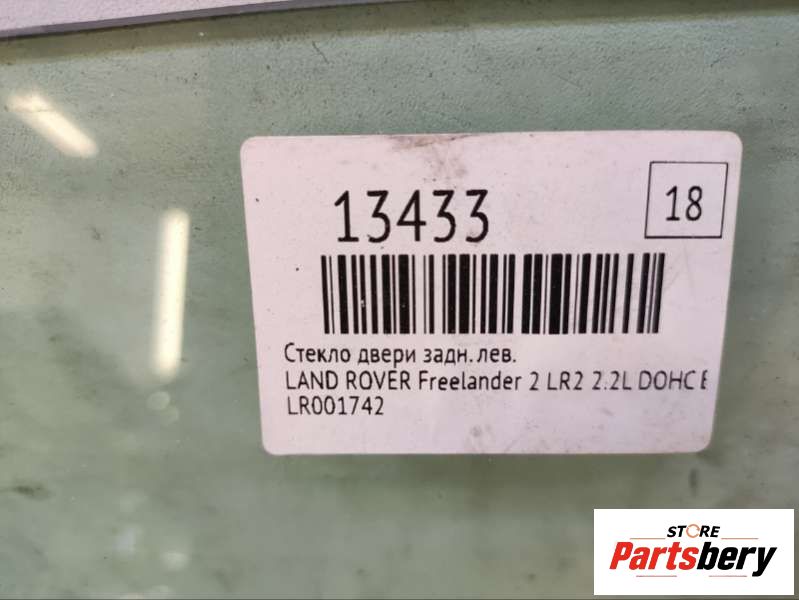 13433
18
Стекло двери задн. лев.
LAND ROVER Freelander 2 LR2 2.2L DOHC
LR001742
STORE
Partsbery